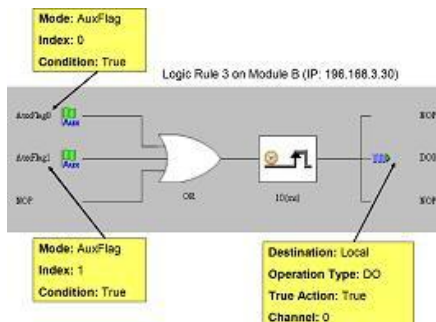 Mode: AuxFlag
Index: 0
Condition: True
Logic Rule 3 on Module B (IP: 196.168.3.30)
AuxFlag0
Aux
NOP
AuxFlag1
Aux
DO0
NOP
OR
10(ms)
NOP
Mode: AuxFlag
Index: 1
Condition: True
Destination: Local
Operation Type: DO
True Action: True
Channel: 0